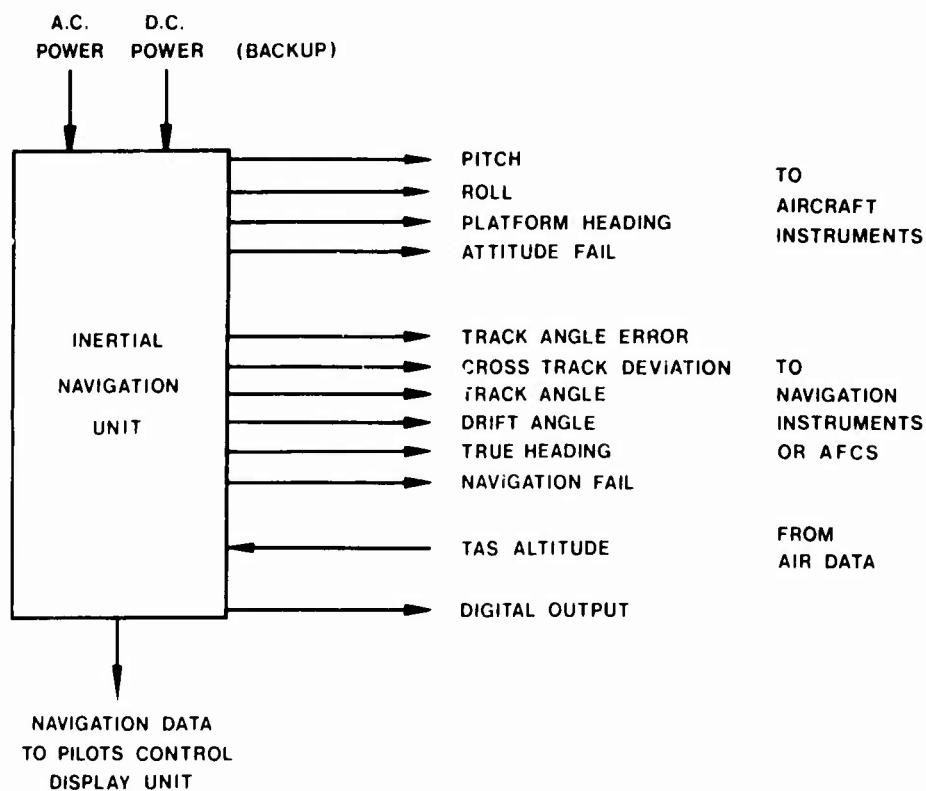 A.C. POWER
D.C. POWER (BACKUP)
INERTIAL
NAVIGATION
UNIT
PITCH
ROLL
PLATFORM HEADING
ATTITUDE FAIL
TO
AIRCRAFT
INSTRUMENTS
TRACK ANGLE ERROR
CROSS TRACK DEVIATION
TRACK ANGLE
DRIFT ANGLE
TRUE HEADING
NAVIGATION FAIL
TO
NAVIGATION
INSTRUMENTS
OR AFCS
TAS ALTITUDE
FROM
AIR DATA
DIGITAL OUTPUT
NAVIGATION DATA
TO PILOTS CONTROL
DISPLAY UNIT